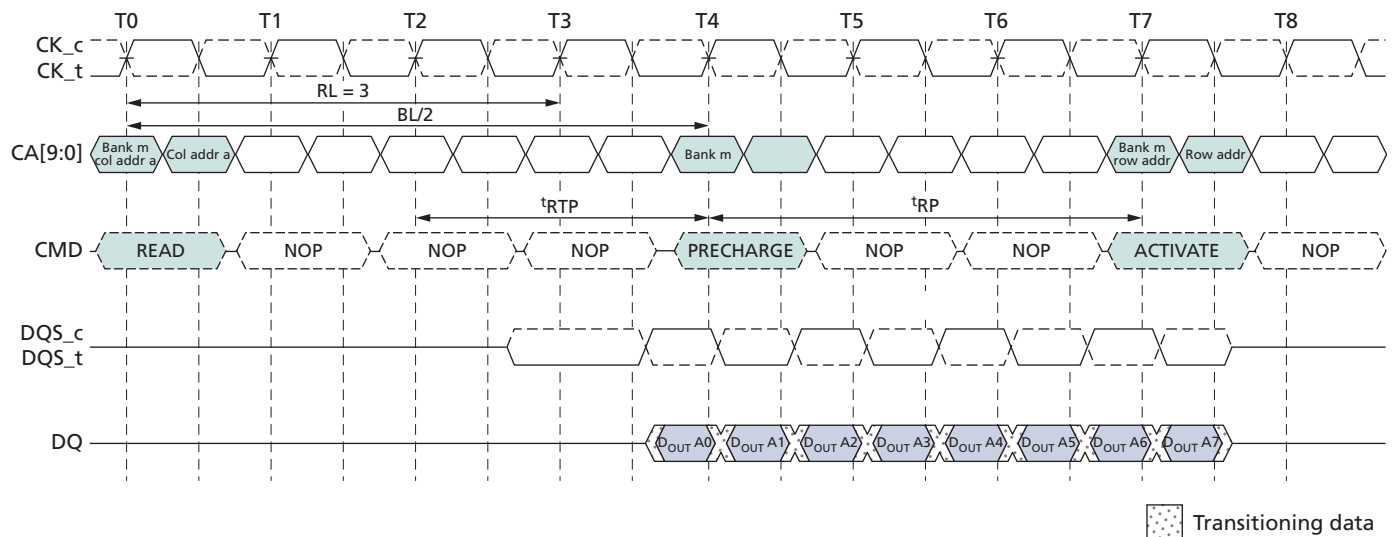 T0 T1 T2 T3 T4 T5 T6 T7 T8
CK_c
CK_t
RL = 3
BL/2
CA[9:0]
Bank m col addr a
Col addr a
Bank m
Bank m row addr
Row addr
tRTP
tRP
CMD
READ NOP NOP NOP PRECHARGE NOP NOP ACTIVATE NOP
DQS_c
DQS_t
DQ
DOUT A0 DOUT A1 DOUT A2 DOUT A3 DOUT A4 DOUT A5 DOUT A6 DOUT A7
Transitioning data